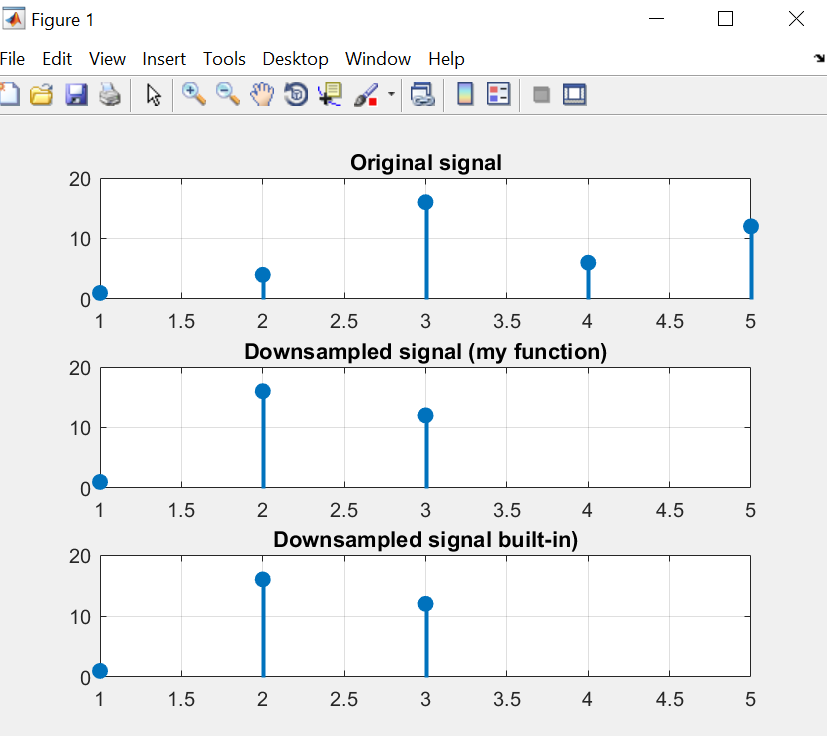 Figure 1
File Edit View Insert Tools Desktop Window Help
Original signal
20
10
0
1 1.5 2 2.5 3 3.5 4 4.5 5
Downsampled signal (my function)
20
10
0
1 1.5 2 2.5 3 3.5 4 4.5 5
Downsampled signal built-in)
20
10
0
1 1.5 2 2.5 3 3.5 4 4.5 5